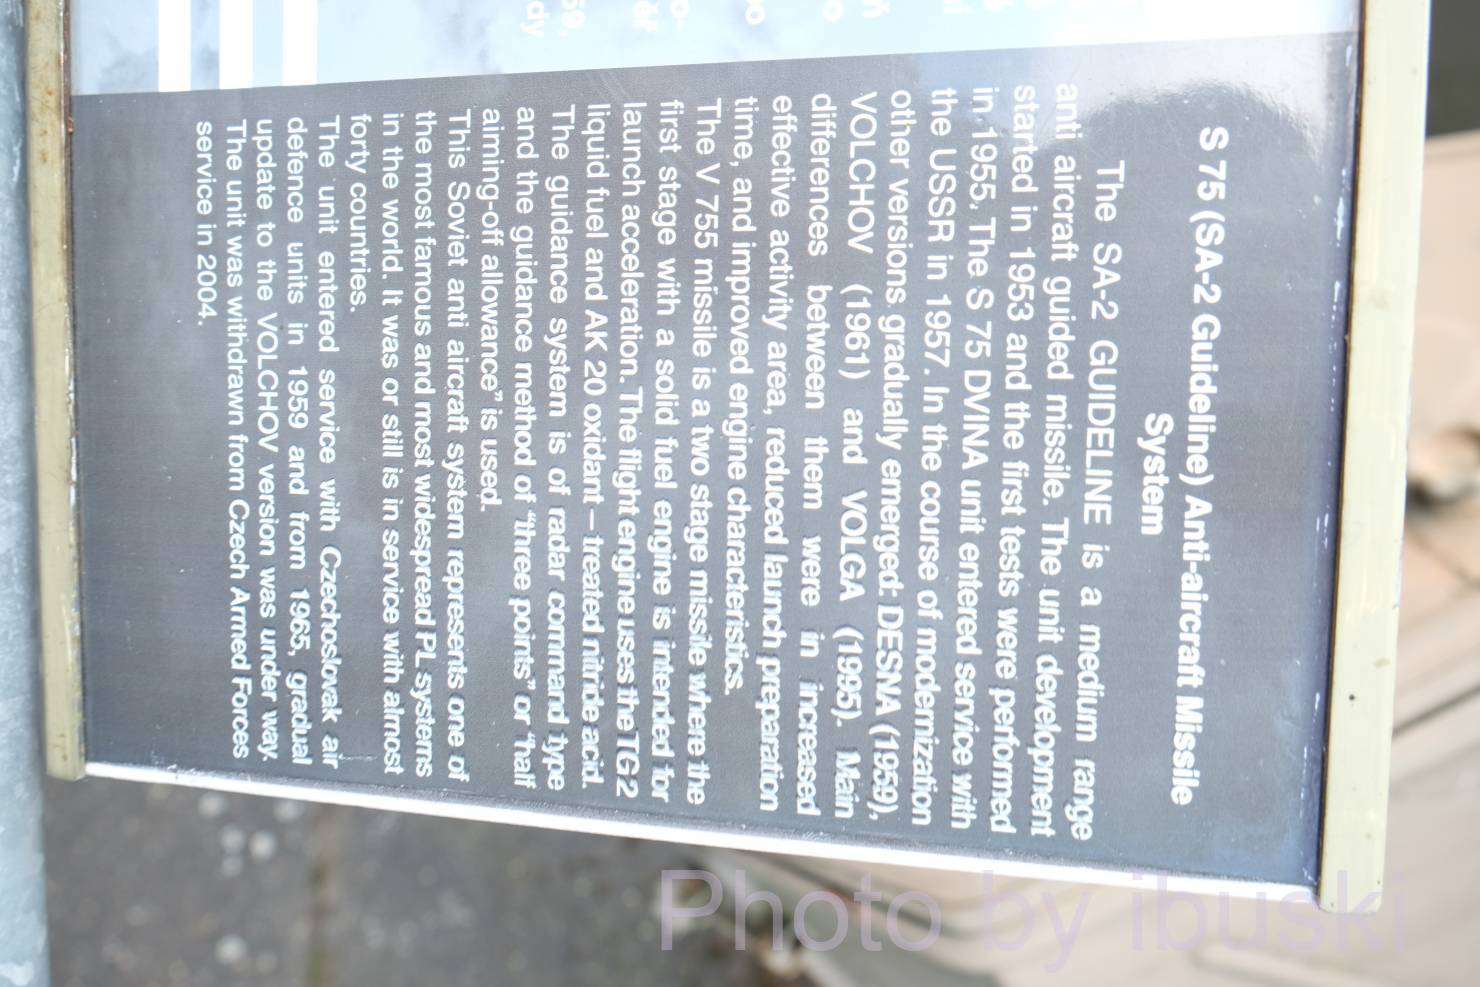 S 75 (SA-2 Guideline) Anti-aircraft Missile
System
The SA-2 GUIDELINE is a medium range
anti aircraft guided missile. The unit development
started in 1953 and the first tests were performed
in 1955. The S 75 DVINA unit entered service with
the USSR in 1957. In the course of modernization
other versions gradually emerged: DESNA (1959),
VOLCHOV (1961) and VOLGA (1995). Main
differences between them were in increased
effective activity area, reduced launch preparation
time, and improved engine characteristics.
The V 755 missile is a two stage missile where the
first stage with a solid fuel engine is intended for
launch acceleration. The flight engine uses the TG2
liquid fuel and AK 20 oxidant – treated nitride acid.
The guidance system is of radar command type
and the guidance method of "three points" or "half
aiming-off allowance" is used.
This Soviet anti aircraft system represents one of
the most famous and most widespread PL systems
in the world. It was or still is in service with almost
forty countries.
The unit entered service with Czechoslovak air
defence units in 1959 and from 1965, gradual
update to the VOLCHOV version was under way.
The unit was withdrawn from Czech Armed Forces
service in 2004.
Photo by ibuski